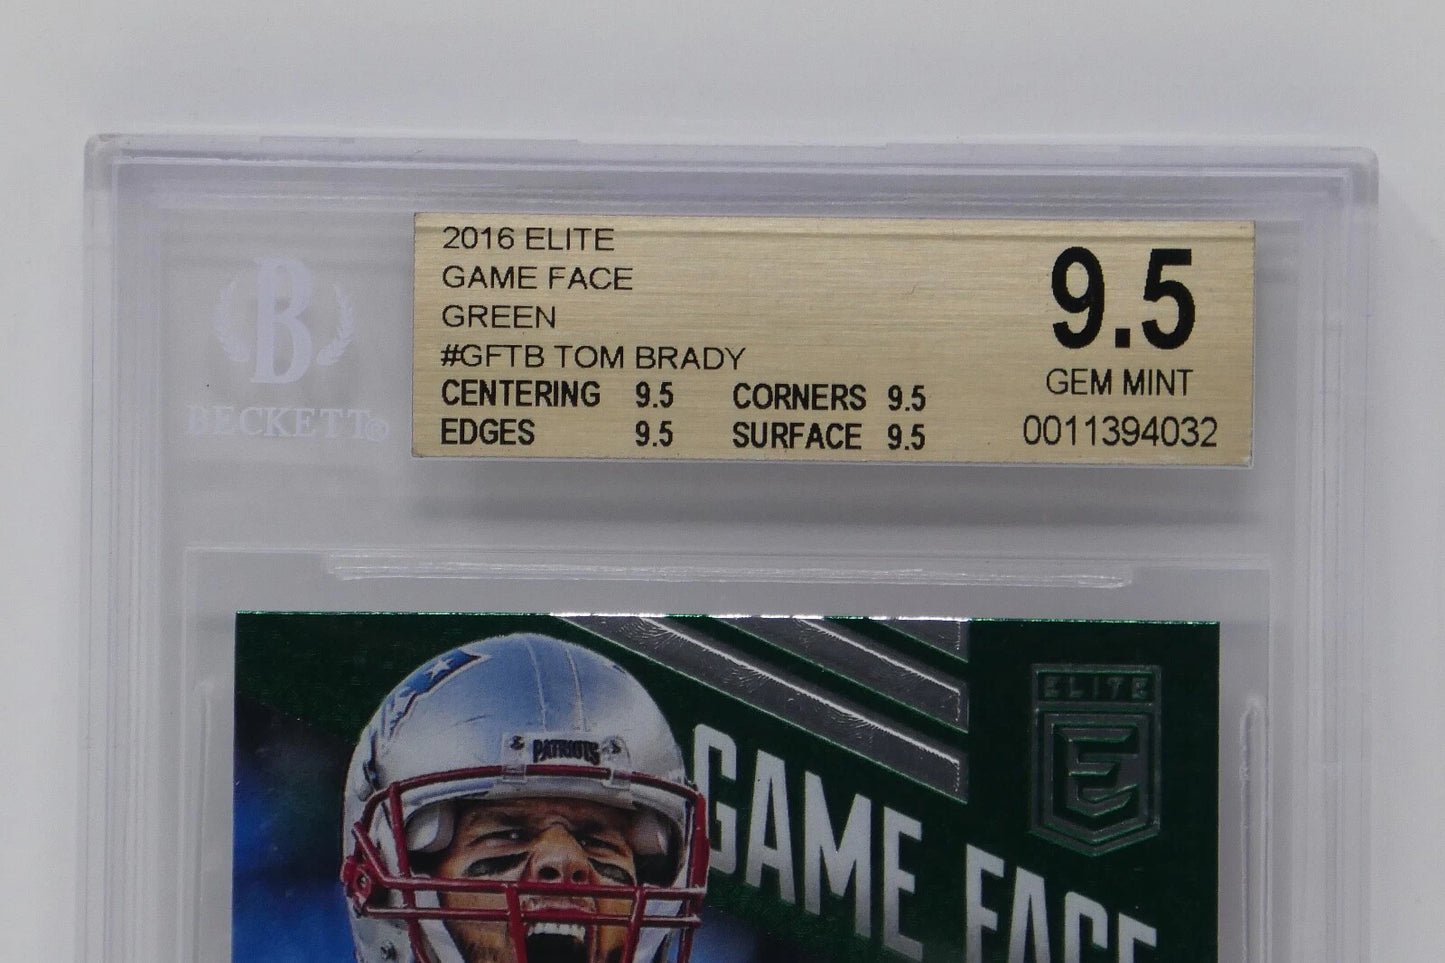 2016 ELITE
GAME FACE
GREEN
#GFTB TOM BRADY
CENTERING 9.5 CORNERS 9.5
EDGES 9.5 SURFACE 9.5
9.5
GEM MINT
0011394032
B
BECKETT®
ELITE
E
PATRIOTS
GAME FACE